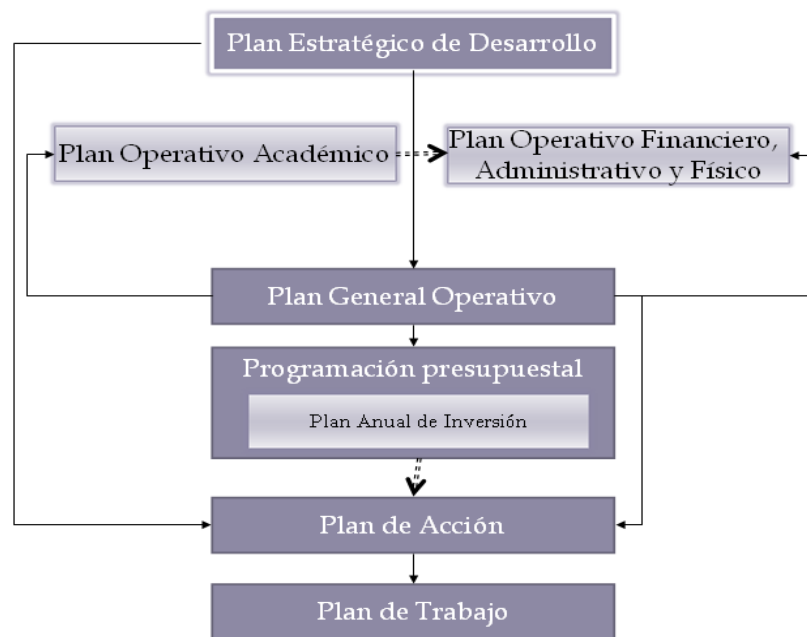 Plan Estratégico de Desarrollo
Plan Operativo Académico
Plan Operativo Financiero,
Administrativo y Físico
Plan General Operativo
Programación presupuestal
Plan Anual de Inversión
Plan de Acción
Plan de Trabajo